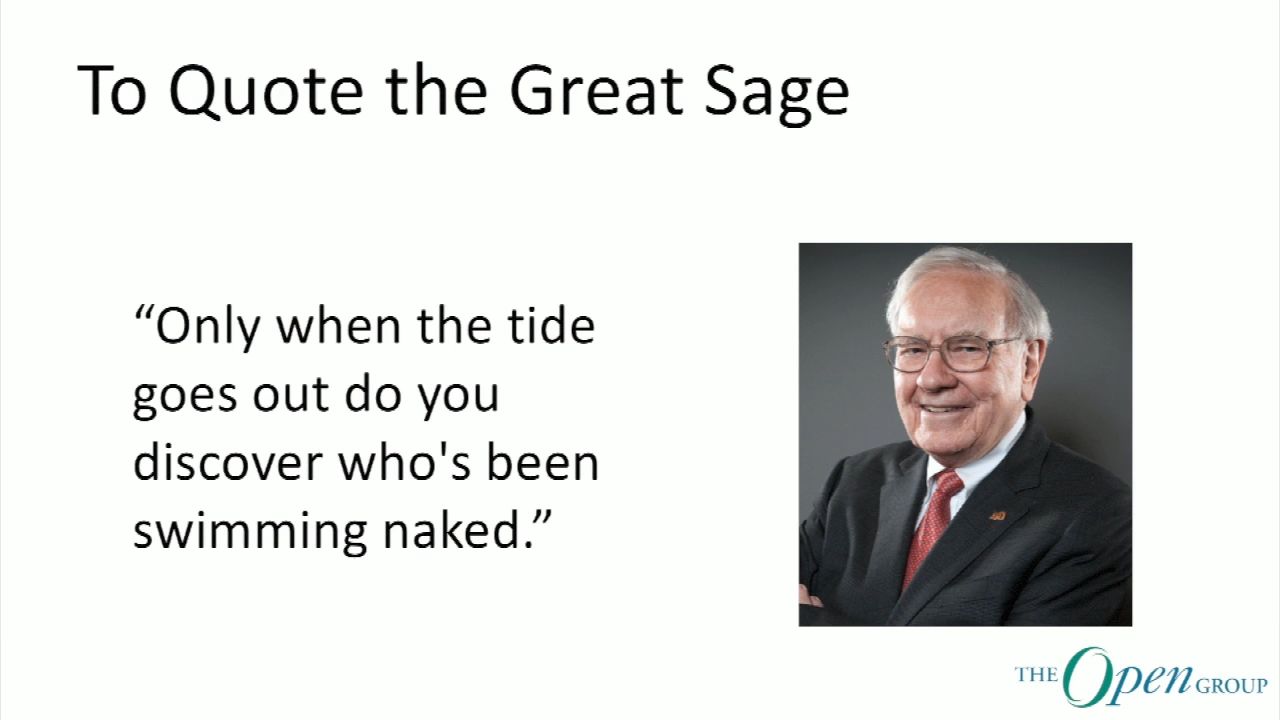 To Quote the Great Sage
“Only when the tide
goes out do you
discover who's been
swimming naked.”
THE Open GROUP